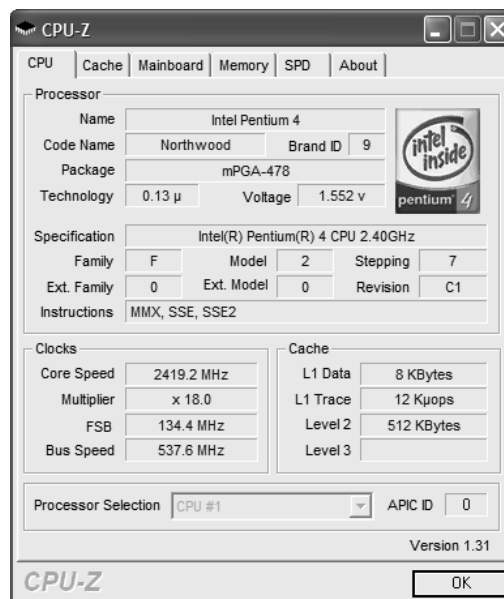 CPU-Z
CPU Cache Mainboard Memory SPD About
Processor
Name Intel Pentium 4
Code Name Northwood Brand ID 9
Package mPGA-478
Technology 0.13 µ Voltage 1.552 v
intel inside
pentium 4
Specification Intel(R) Pentium(R) 4 CPU 2.40GHz
Family F Model 2 Stepping 7
Ext. Family 0 Ext. Model 0 Revision C1
Instructions MMX, SSE, SSE2
Clocks
Core Speed 2419.2 MHz
Multiplier x 18.0
FSB 134.4 MHz
Bus Speed 537.6 MHz
Cache
L1 Data 8 KBytes
L1 Trace 12 Kµops
Level 2 512 KBytes
Level 3
Processor Selection CPU #1 APIC ID 0
Version 1.31
CPU-Z OK